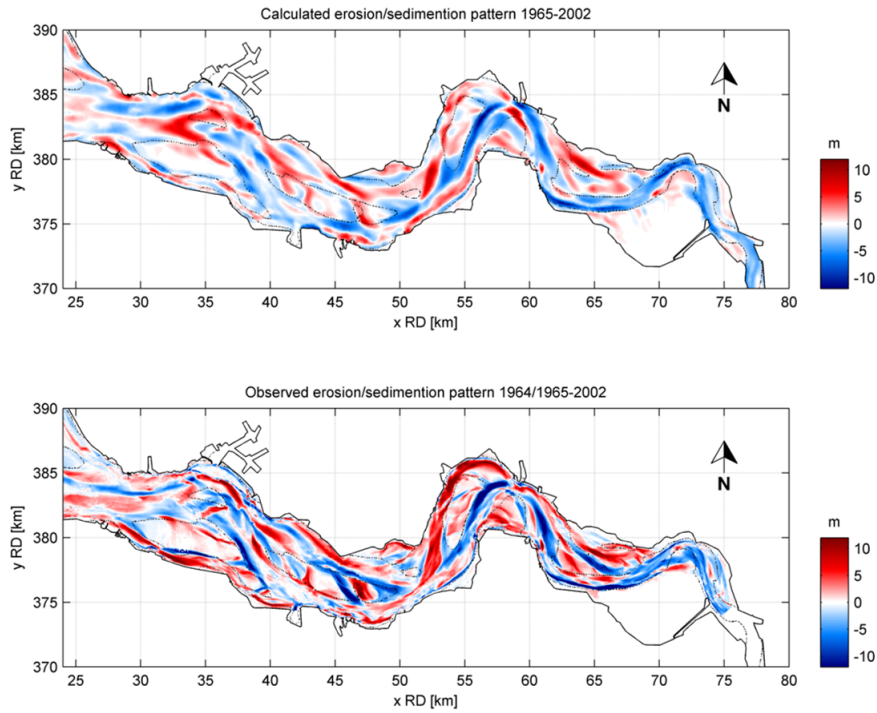 Calculated erosion/sedimention pattern 1965-2002
390
385
380
375
370
y RD [km]
25 30 35 40 45 50 55 60 65 70 75 80
x RD [km]
N
m
10
5
0
-5
-10
Observed erosion/sedimention pattern 1964/1965-2002
390
385
380
375
370
y RD [km]
25 30 35 40 45 50 55 60 65 70 75 80
x RD [km]
N
m
10
5
0
-5
-10